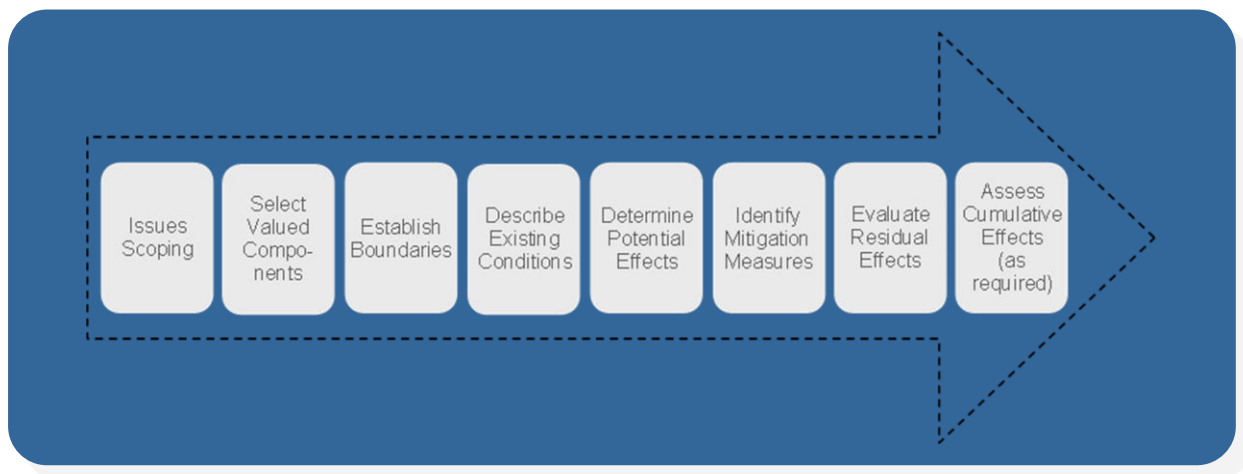 Issues
Scoping
Select
Valued
Compo-
nents
Establish
Boundaries
Describe
Existing
Conditions
Determine
Potential
Effects
Identify
Mitigation
Measures
Evaluate
Residual
Effects
Assess
Cumulative
Effects
(as
required)